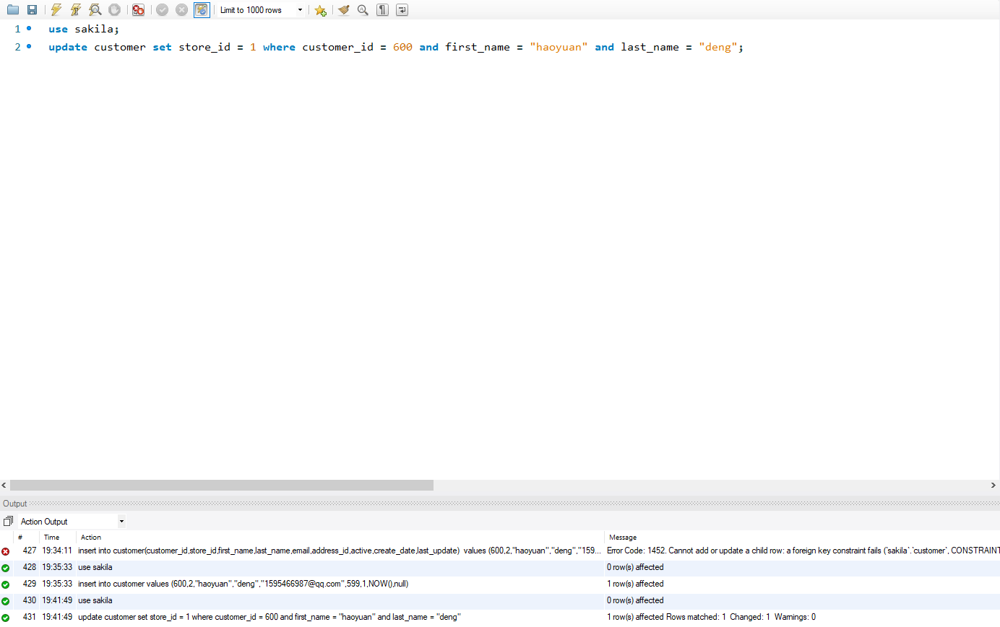 Limit to 1000 rows
1 use sakila;
2 update customer set store_id = 1 where customer_id = 600 and first_name = "haoyuan" and last_name = "deng";
Output
Action Output
# Time Action Message
427 19:34:11 insert into customer(customer_id,store_id,first_name,last_name,email,address_id,active,create_date,last_update) values (600,2,"haoyuan","deng","159... Error Code: 1452. Cannot add or update a child row: a foreign key constraint fails (`sakila`.`customer`, CONSTRAINT
428 19:35:33 use sakila 0 row(s) affected
429 19:35:33 insert into customer values (600,2,"haoyuan","deng","1595466987@qq.com",599,1,NOW(),null) 1 row(s) affected
430 19:41:49 use sakila 0 row(s) affected
431 19:41:49 update customer set store_id = 1 where customer_id = 600 and first_name = "haoyuan" and last_name = "deng" 1 row(s) affected Rows matched: 1 Changed: 1 Warnings: 0